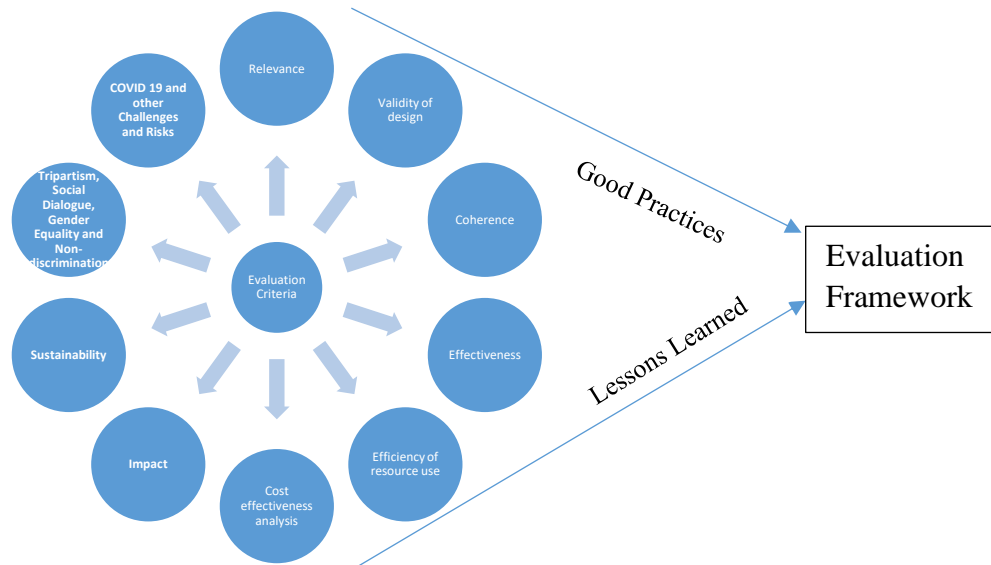 Relevance
Validity of
design
Coherence
Effectiveness
Efficiency of
resource use
Cost
effectiveness
analysis
Impact
Sustainability
Tripartism,
Social
Dialogue,
Gender
Equality and
Non-
discrimination
COVID 19 and
other
Challenges
and Risks
Evaluation
Criteria
Good Practices
Lessons Learned
Evaluation
Framework